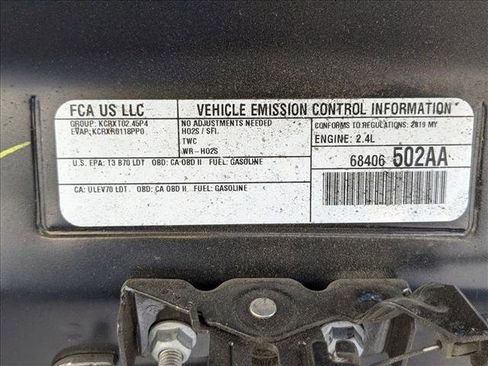 FCA US LLC
GROUP: KCRXT02.45P4
EVAP: KCRXR0118PP0
VEHICLE EMISSION CONTROL INFORMATION
NO ADJUSTMENTS NEEDED
HO2S / SFI,
TWC
WR-HO2S
CONFORMS TO REGULATIONS: 2019 MY
ENGINE: 2.4L
68406 502AA
U.S. EPA: T3 B70 LDT OBD: CA OBD II FUEL: GASOLINE
CA: ULEV70 LDT OBD: CA OBD II. FUEL: GASOLINE